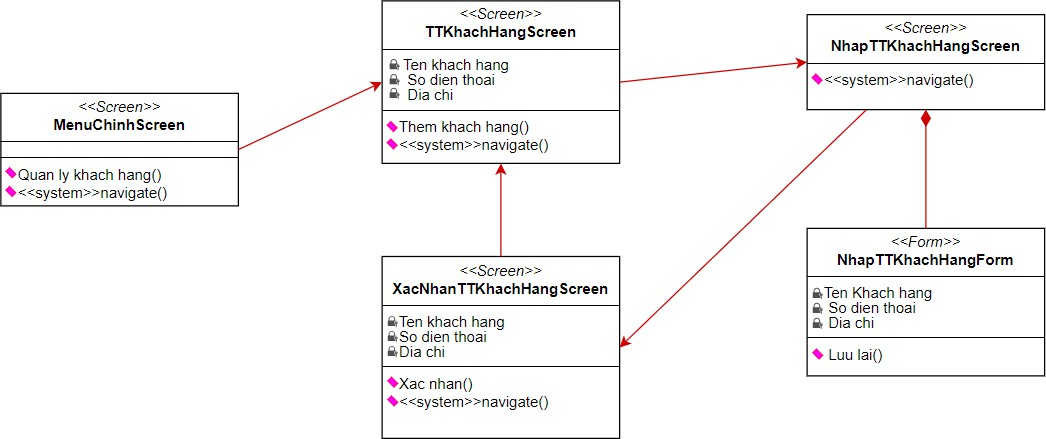 <<Screen>>
MenuChinhScreen
Quan ly khach hang()
<<system>>navigate()
<<Screen>>
TTKhachHangScreen
Ten khach hang
So dien thoai
Dia chi
Them khach hang()
<<system>>navigate()
<<Screen>>
NhapTTKhachHangScreen
<<system>>navigate()
<<Screen>>
XacNhanTTKhachHangScreen
Ten khach hang
So dien thoai
Dia chi
Xac nhan()
<<system>>navigate()
<<Form>>
NhapTTKhachHangForm
Ten Khach hang
So dien thoai
Dia chi
Luu lai()